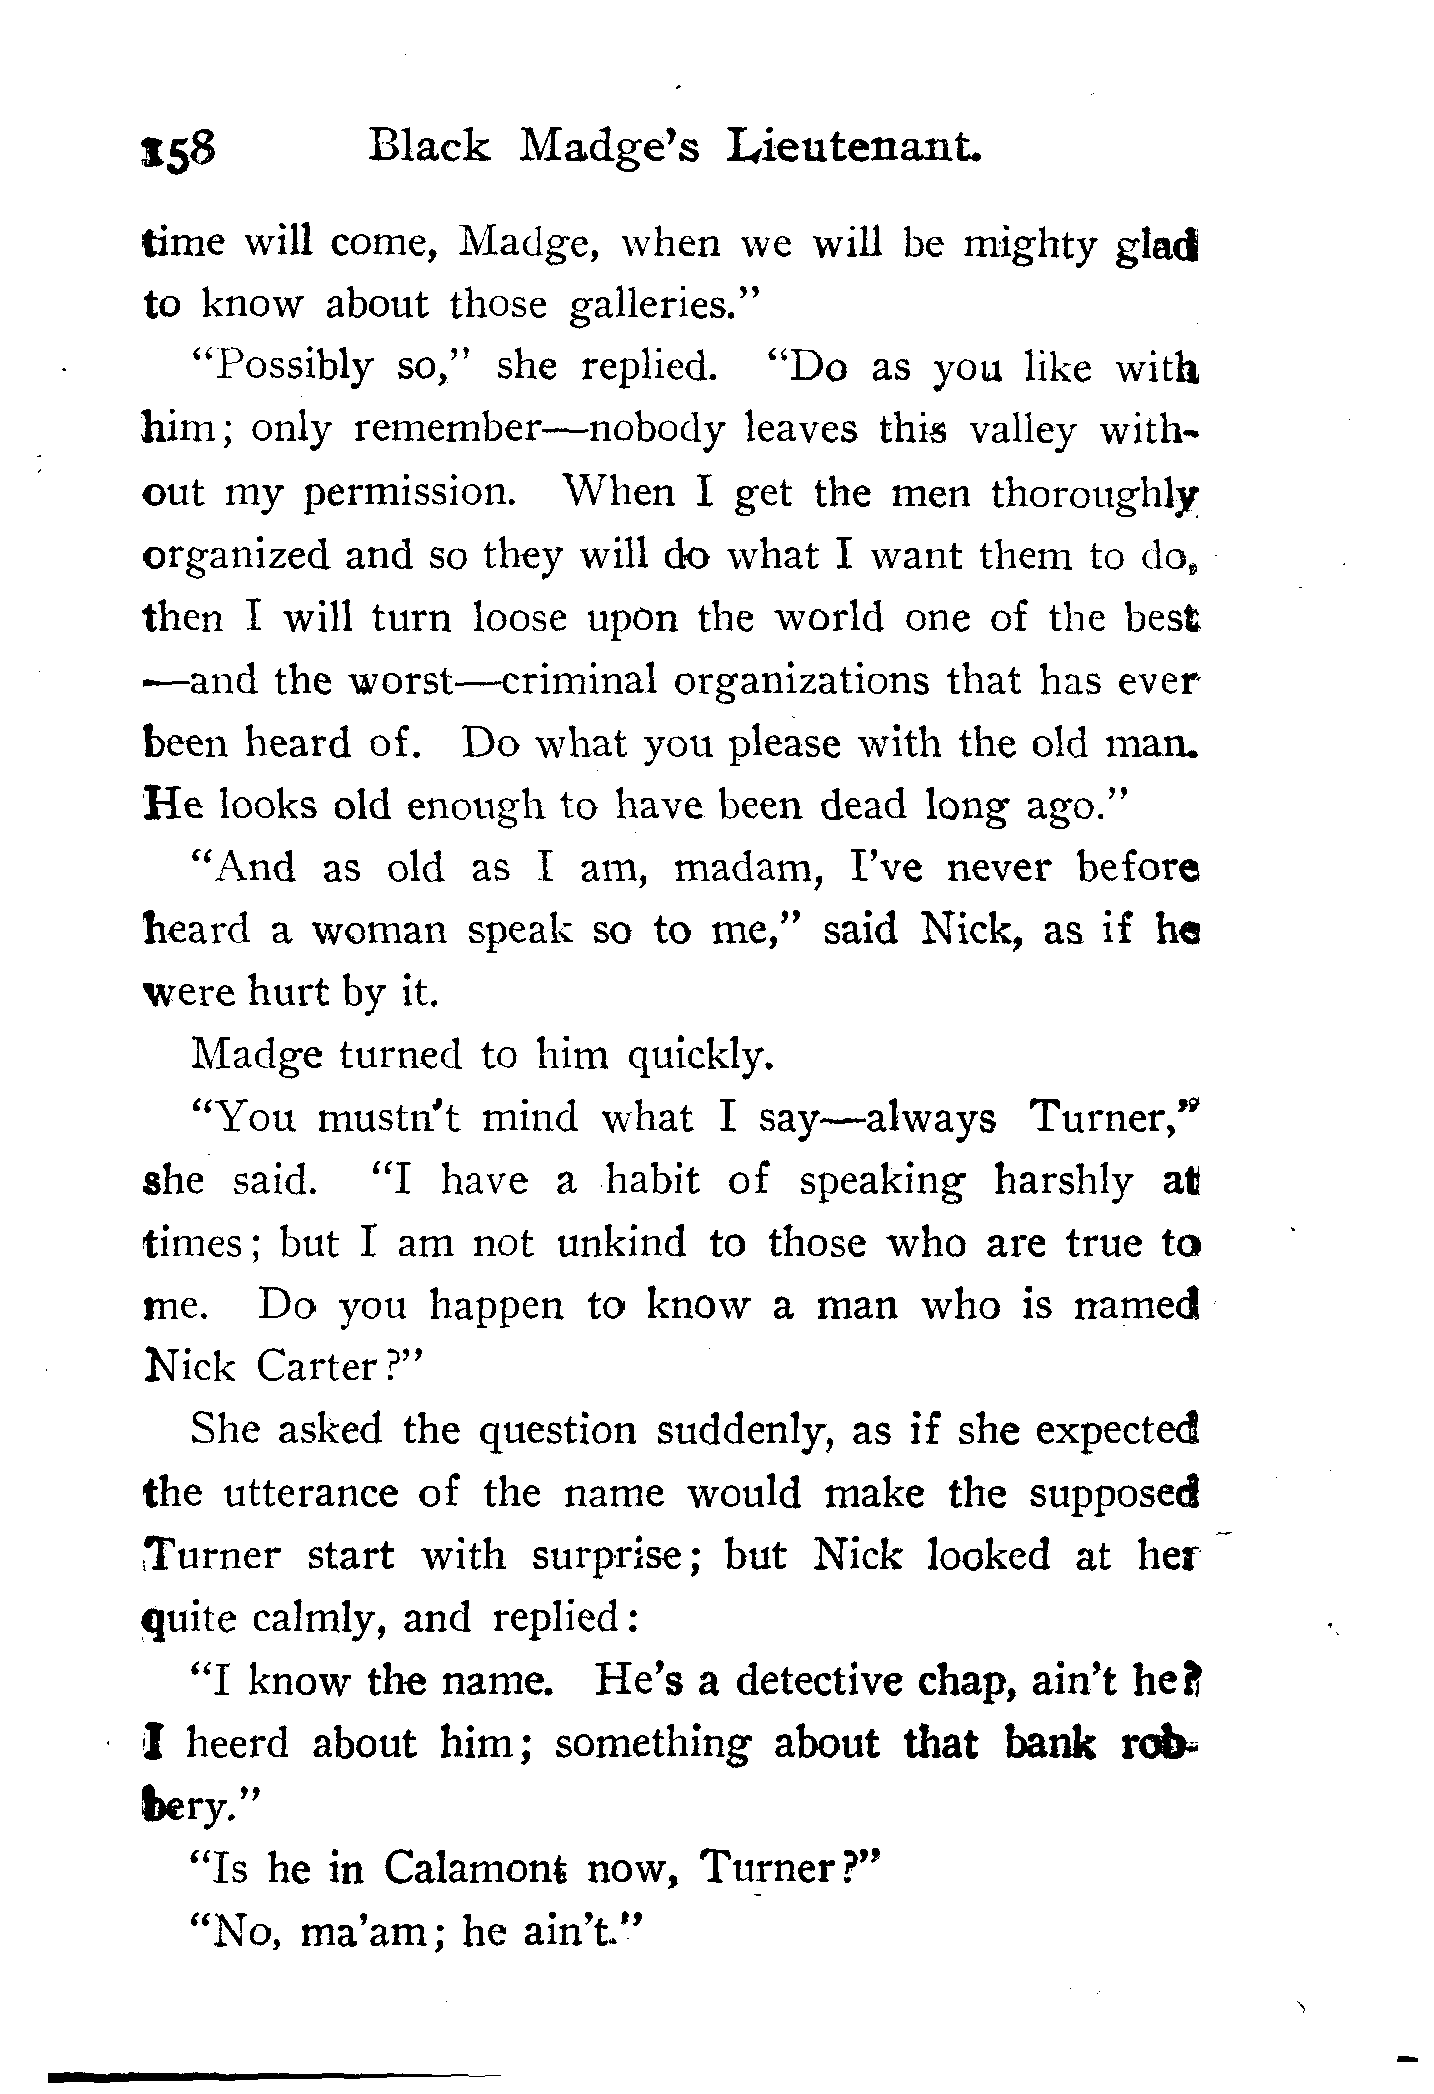 158 Black Madge's Lieutenant.
time will come, Madge, when we will be mighty glad
to know about those galleries."
"Possibly so," she replied. "Do as you like with
him; only remember—nobody leaves this valley with-
out my permission. When I get the men thoroughly
organized and so they will do what I want them to do,
then I will turn loose upon the world one of the best
—and the worst—criminal organizations that has ever
been heard of. Do what you please with the old man.
He looks old enough to have been dead long ago."
"And as old as I am, madam, I've never before
heard a woman speak so to me," said Nick, as if he
were hurt by it.
Madge turned to him quickly.
"You mustn't mind what I say—always Turner,"
she said. "I have a habit of speaking harshly at
times; but I am not unkind to those who are true to
me. Do you happen to know a man who is named
Nick Carter?"
She asked the question suddenly, as if she expected
the utterance of the name would make the supposed
Turner start with surprise; but Nick looked at her
quite calmly, and replied:
"I know the name. He's a detective chap, ain't he?
I heerd about him; something about that bank rob-
bery."
"Is he in Calamont now, Turner?"
"No, ma'am; he ain't."